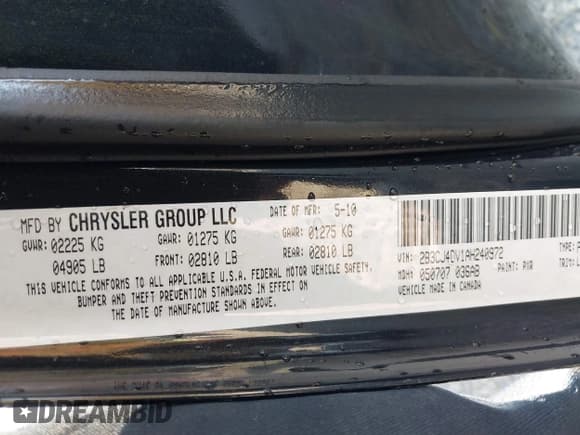 MFD BY CHRYSLER GROUP LLC DATE OF MFR: 5-10
GVWR: 02225 KG GAWR: 01275 KG GAWR: 01275 KG
04905 LB FRONT: 02810 LB REAR: 02810 LB
THIS VEHICLE CONFORMS TO ALL APPLICABLE U.S.A. FEDERAL MOTOR VEHICLE SAFETY,
BUMPER AND THEFT PREVENTION STANDARDS IN EFFECT ON
THE DATE OF MANUFACTURE SHOWN ABOVE.
VIN: 2B3CJ4DV1AH240972 TYPE:
MDH: 050707 036AB PAINT: PXR TRIM:
VEHICLE MADE IN CANADA
DREAMBID